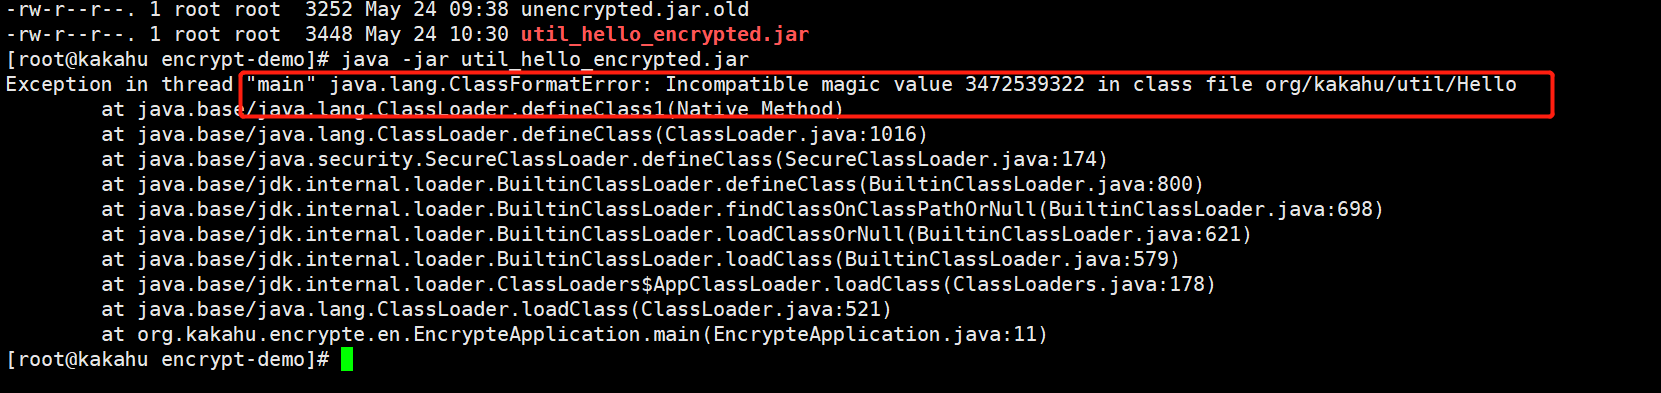 -rw-r--r--. 1 root root  3252 May 24 09:38 unencrypted.jar.old
-rw-r--r--. 1 root root  3448 May 24 10:30 util_hello_encrypted.jar
[root@kakahu encrypt-demo]# java -jar util_hello_encrypted.jar
Exception in thread "main" java.lang.ClassFormatError: Incompatible magic value 3472539322 in class file org/kakahu/util/Hello
        at java.base/java.lang.ClassLoader.defineClass1(Native Method)
        at java.base/java.lang.ClassLoader.defineClass(ClassLoader.java:1016)
        at java.base/java.security.SecureClassLoader.defineClass(SecureClassLoader.java:174)
        at java.base/jdk.internal.loader.BuiltinClassLoader.defineClass(BuiltinClassLoader.java:800)
        at java.base/jdk.internal.loader.BuiltinClassLoader.findClassOnClassPathOrNull(BuiltinClassLoader.java:698)
        at java.base/jdk.internal.loader.BuiltinClassLoader.loadClassOrNull(BuiltinClassLoader.java:621)
        at java.base/jdk.internal.loader.BuiltinClassLoader.loadClass(BuiltinClassLoader.java:579)
        at java.base/jdk.internal.loader.ClassLoaders$AppClassLoader.loadClass(ClassLoaders.java:178)
        at java.base/java.lang.ClassLoader.loadClass(ClassLoader.java:521)
        at org.kakahu.encrypte.en.EncrypteApplication.main(EncrypteApplication.java:11)
[root@kakahu encrypt-demo]#